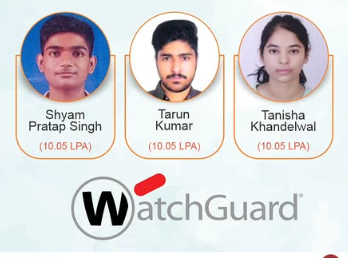 Shyam
Pratap Singh
(10.05 LPA)
Tarun
Kumar
(10.05 LPA)
Tanisha
Khandelwal
(10.05 LPA)
WatchGuard®